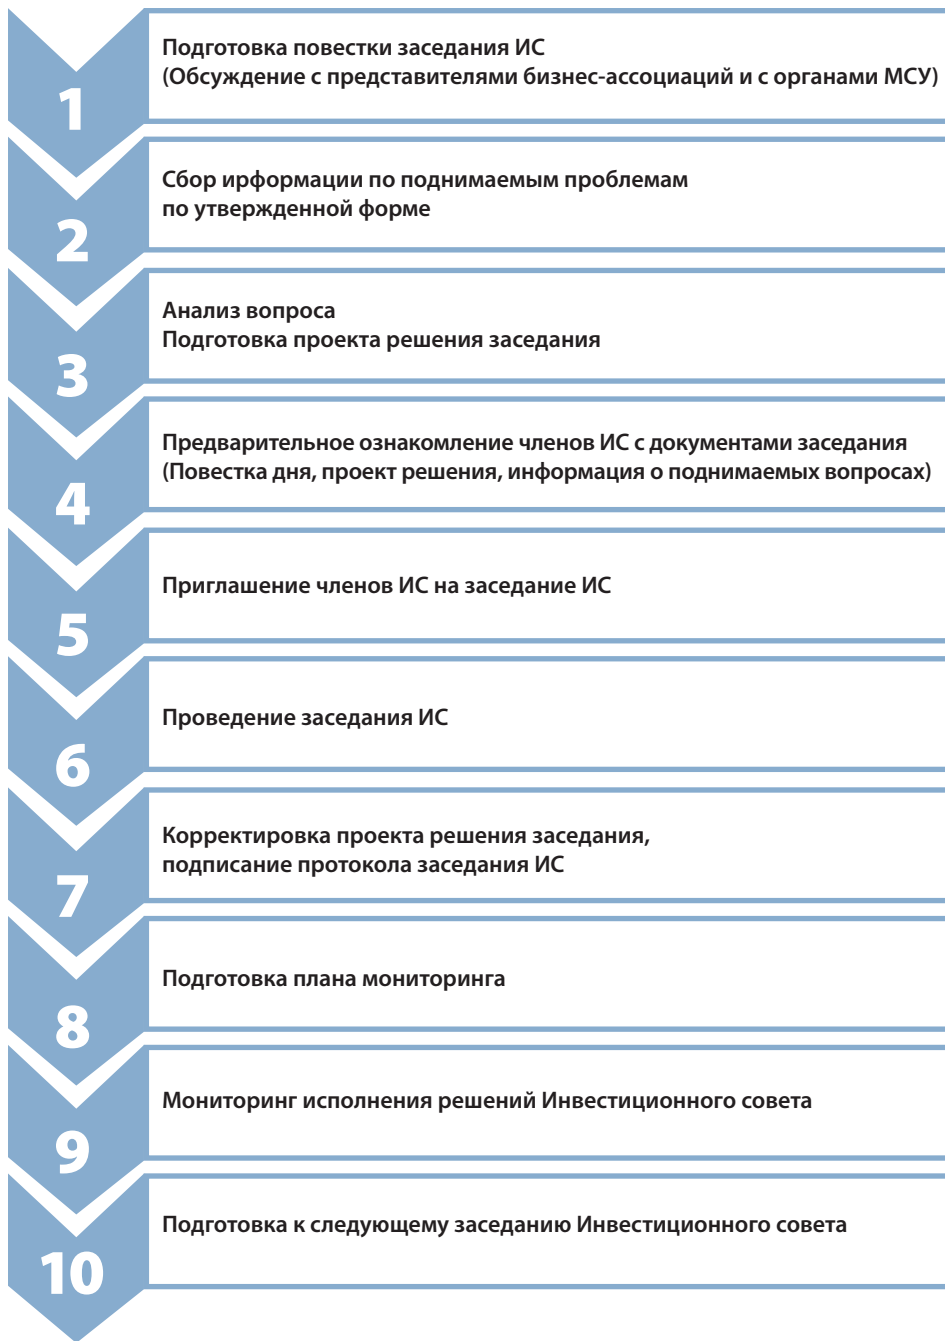 1
Подготовка повестки заседания ИС
(Обсуждение с представителями бизнес-ассоциаций и с органами МСУ)
2
Сбор ирформации по поднимаемым проблемам
по утвержденной форме
3
Анализ вопроса
Подготовка проекта решения заседания
4
Предварительное ознакомление членов ИС с документами заседания
(Повестка дня, проект решения, информация о поднимаемых вопросах)
5
Приглашение членов ИС на заседание ИС
6
Проведение заседания ИС
7
Корректировка проекта решения заседания,
подписание протокола заседания ИС
8
Подготовка плана мониторинга
9
Мониторинг исполнения решений Инвестиционного совета
10
Подготовка к следующему заседанию Инвестиционного совета